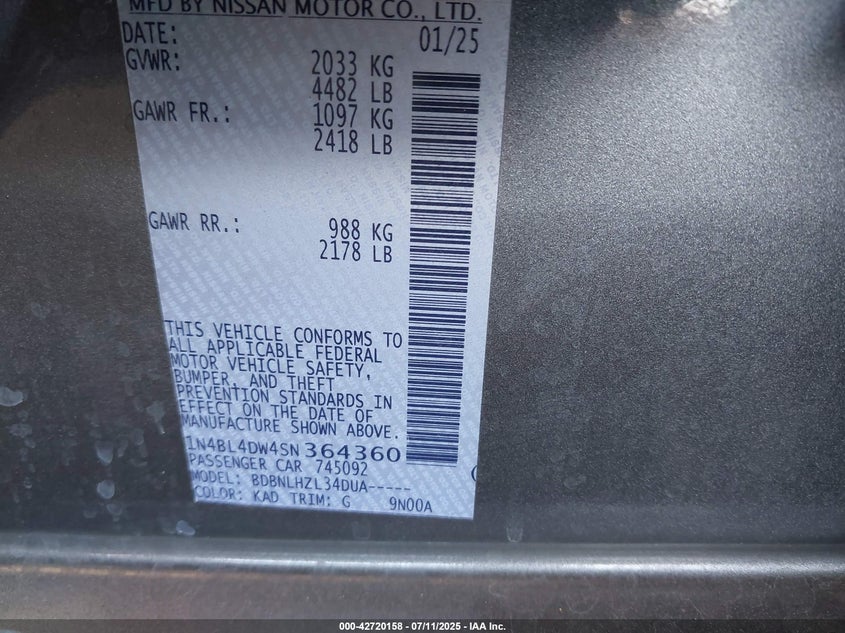 MFD BY NISSAN MOTOR CO., LTD.
DATE: 01/25
GVWR: 2033 KG
4482 LB
GAWR FR.: 1097 KG
2418 LB
GAWR RR.: 988 KG
2178 LB
THIS VEHICLE CONFORMS TO
ALL APPLICABLE FEDERAL
MOTOR VEHICLE SAFETY,
BUMPER, AND THEFT
PREVENTION STANDARDS IN
EFFECT ON THE DATE OF
MANUFACTURE SHOWN ABOVE.
1N4BL4DW4SN364360
PASSENGER CAR 745092
MODEL: BDBNLHZL34DUA-----
COLOR: KAD TRIM: G 9N00A
000-42720158 - 07/11/2025 - IAA Inc.